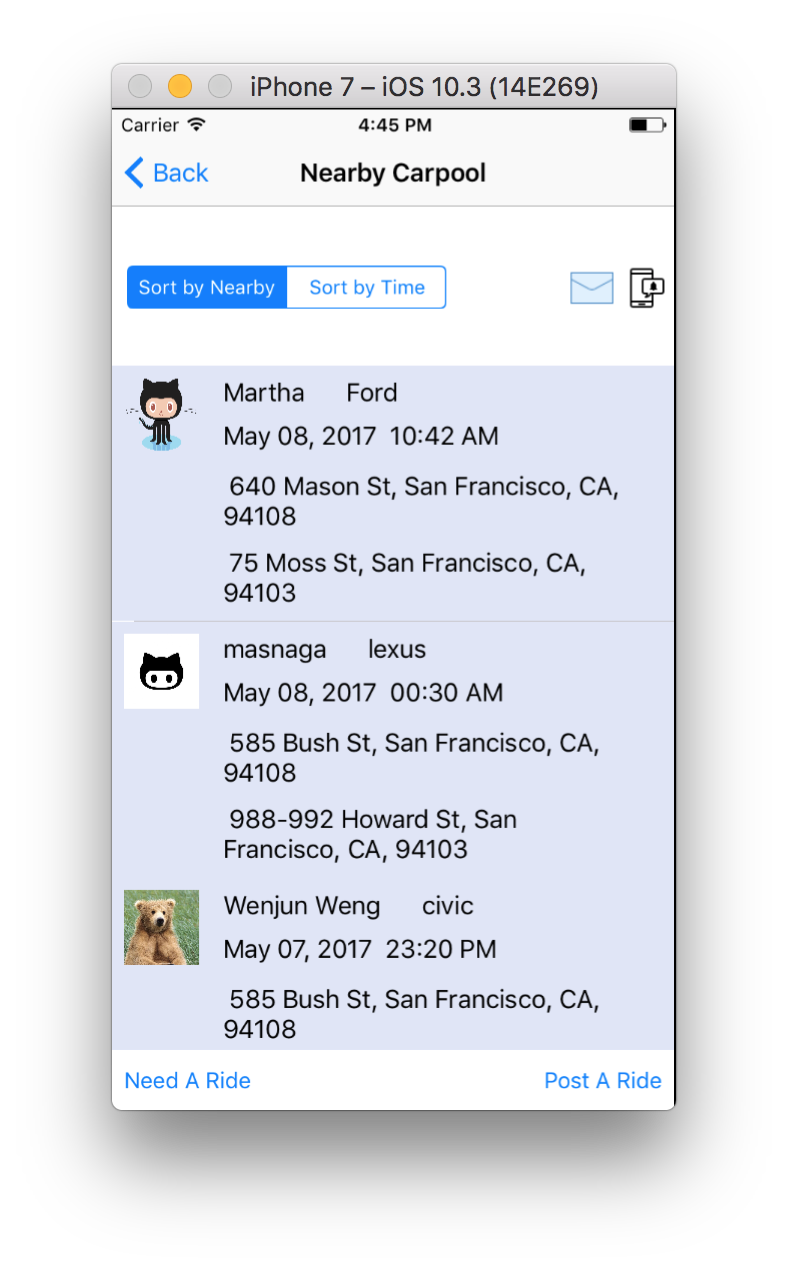 iPhone 7 – iOS 10.3 (14E269)
Carrier 4:45 PM
Back Nearby Carpool
Sort by Nearby Sort by Time
Martha Ford
May 08, 2017 10:42 AM
640 Mason St, San Francisco, CA,
94108
75 Moss St, San Francisco, CA,
94103
masnaga lexus
May 08, 2017 00:30 AM
585 Bush St, San Francisco, CA,
94108
988-992 Howard St, San
Francisco, CA, 94103
Wenjun Weng civic
May 07, 2017 23:20 PM
585 Bush St, San Francisco, CA,
94108
Need A Ride Post A Ride